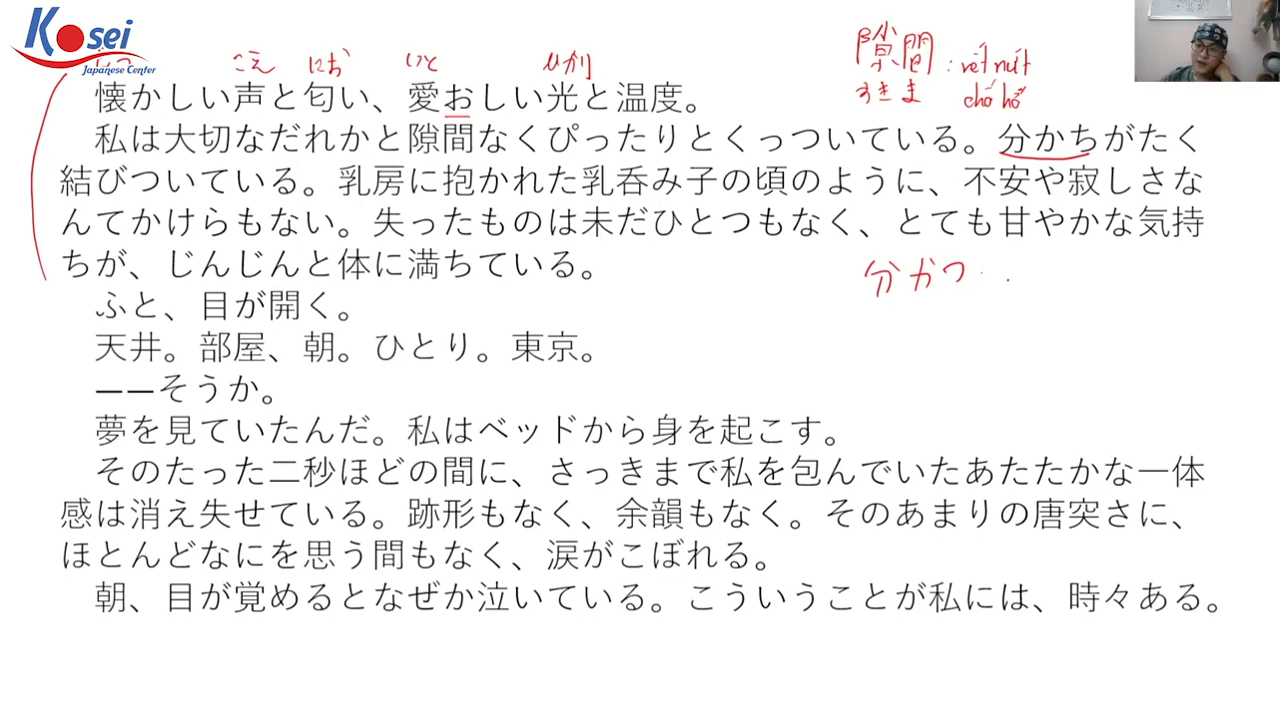 Kosei
Japanese Center
こえ にお いと ひかり
隙間 : vết nứt
すきま chỗ hở
懐かしい声と匂い、愛おしい光と温度。
私は大切なだれかと隙間なくぴったりとくっついている。分かちがたく
結びついている。乳房に抱かれた乳呑み子の頃のように、不安や寂しさな
んてかけらもない。失ったものは未だひとつもなく、とても甘やかな気持
ちが、じんじんと体に満ちている。
分かつ
ふと、目が開く。
天井。部屋、朝。ひとり。東京。
——そうか。
夢を見ていたんだ。私はベッドから身を起こす。
そのたった二秒ほどの間に、さっきまで私を包んでいたあたたかな一体
感は消え失せている。跡形もなく、余韻もなく。そのあまりの唐突さに、
ほとんどなにを思う間もなく、涙がこぼれる。
朝、目が覚めるとなぜか泣いている。こういうことが私には、時々ある。